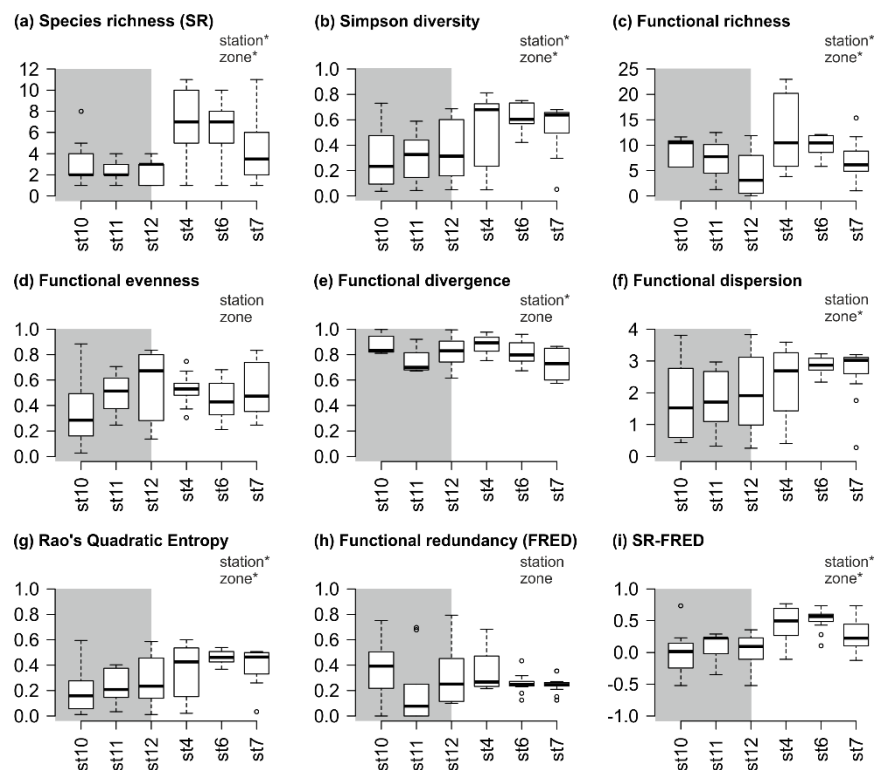 (a) Species richness (SR)
station*
zone*
12
10
8
6
4
2
0
st10
st11
st12
st4
st6
st7
(b) Simpson diversity
station*
zone*
1.0
0.8
0.6
0.4
0.2
0.0
st10
st11
st12
st4
st6
st7
(c) Functional richness
station*
zone*
25
20
15
10
5
0
st10
st11
st12
st4
st6
st7
(d) Functional evenness
station
zone
1.0
0.8
0.6
0.4
0.2
0.0
st10
st11
st12
st4
st6
st7
(e) Functional divergence
station*
zone
1.0
0.8
0.6
0.4
0.2
0.0
st10
st11
st12
st4
st6
st7
(f) Functional dispersion
station
zone*
4
3
2
1
0
st10
st11
st12
st4
st6
st7
(g) Rao's Quadratic Entropy
station*
zone*
1.0
0.8
0.6
0.4
0.2
0.0
st10
st11
st12
st4
st6
st7
(h) Functional redundancy (FRED)
station
zone
1.0
0.8
0.6
0.4
0.2
0.0
st10
st11
st12
st4
st6
st7
(i) SR-FRED
station*
zone*
1.0
0.5
0.0
-0.5
-1.0
st10
st11
st12
st4
st6
st7